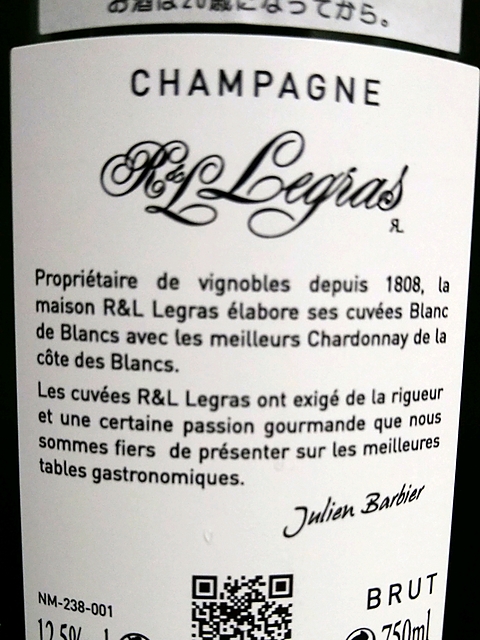 お酒は20歳になってから。
CHAMPAGNE
R&L Legras
RL
Propriétaire de vignobles depuis 1808, la
maison R&L Legras élabore ses cuvées Blanc
de Blancs avec les meilleurs Chardonnay de la
côte des Blancs.
Les cuvées R&L Legras ont exigé de la rigueur
et une certaine passion gourmande que nous
sommes fiers de présenter sur les meilleures
tables gastronomiques.
Julien Barbier
NM-238-001
BRUT
12,5%
750ml